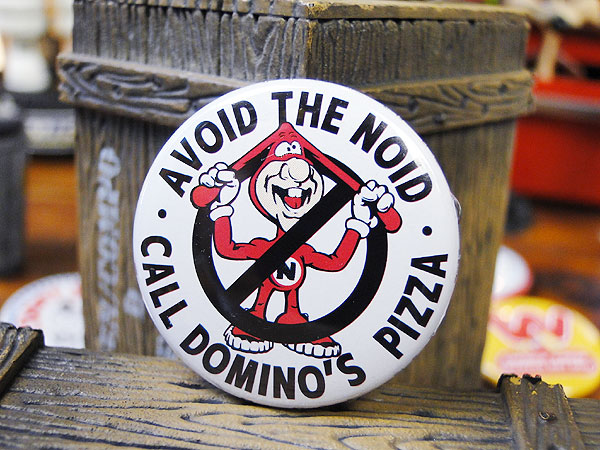 AVOID THE NOID
N
· CALL DOMINO'S PIZZA ·